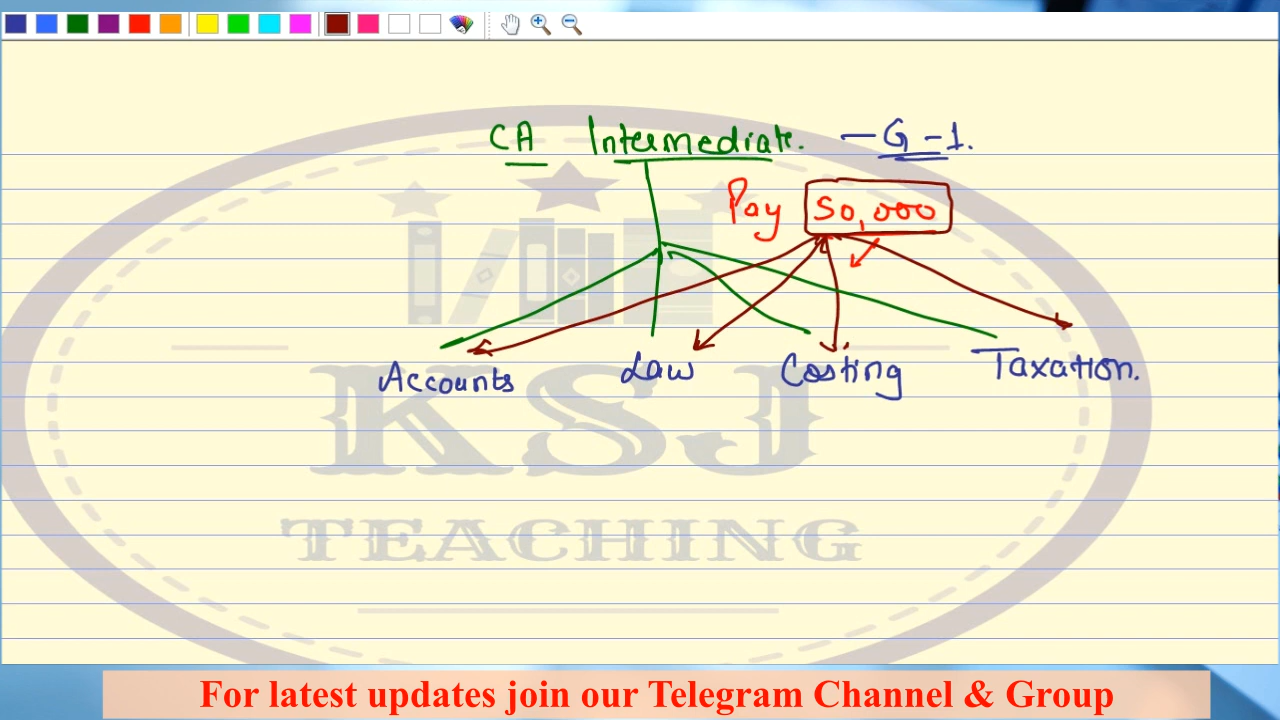 CA Intermediate. - G-1.
Pay 50,000
Accounts Law Costing Taxation.
KSJ
TEACHING
For latest updates join our Telegram Channel & Group